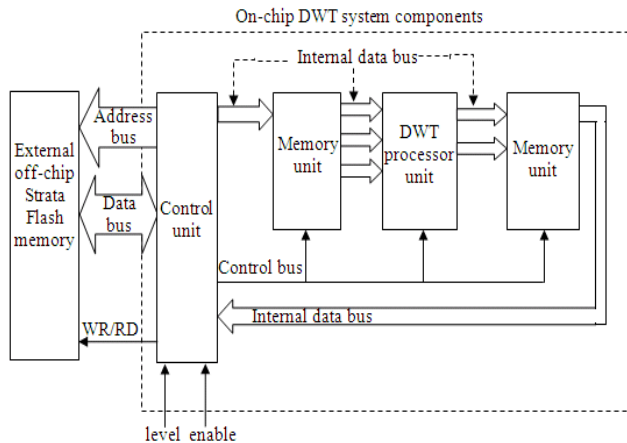 On-chip DWT system components
Internal data bus
Address
bus
External
off-chip
Strata
Flash
memory
Data
bus
Control
unit
Memory
unit
DWT
processor
unit
Memory
unit
Control bus
Internal data bus
WR/RD
level enable